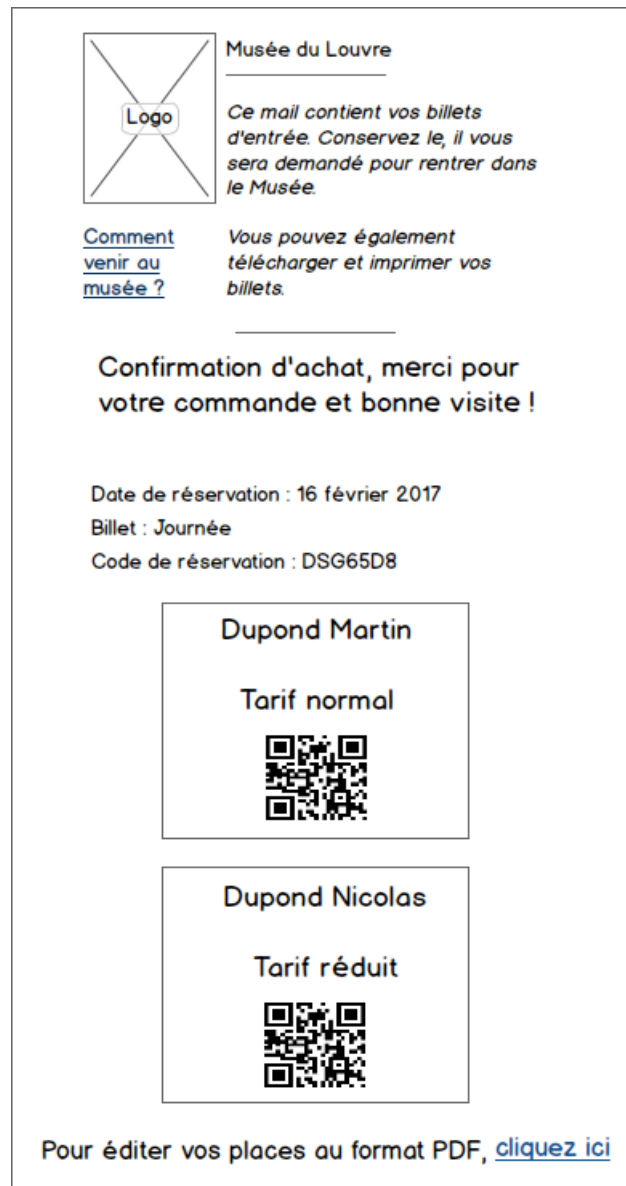 Musée du Louvre
Logo
Ce mail contient vos billets
d'entrée. Conservez le, il vous
sera demandé pour rentrer dans
le Musée.
Comment
venir au
musée ?
Vous pouvez également
télécharger et imprimer vos
billets.
Confirmation d'achat, merci pour
votre commande et bonne visite !
Date de réservation : 16 février 2017
Billet : Journée
Code de réservation : DSG65D8
Dupond Martin
Tarif normal
Dupond Nicolas
Tarif réduit
Pour éditer vos places au format PDF, cliquez ici